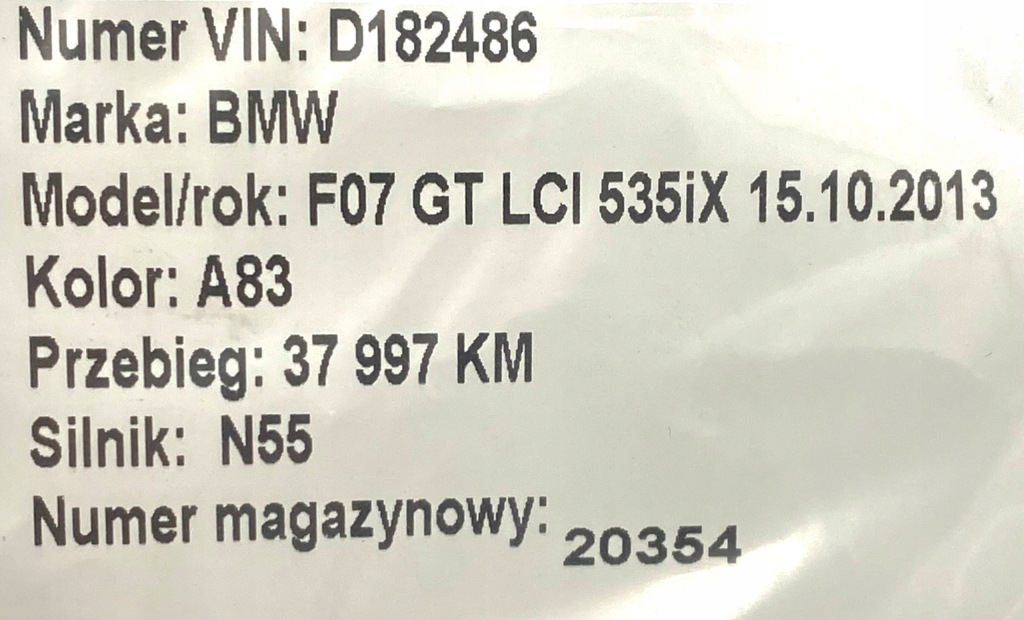 Numer VIN: D182486
Marka: BMW
Model/rok: F07 GT LCI 535iX 15.10.2013
Kolor: A83
Przebieg: 37 997 KM
Silnik: N55
Numer magazynowy: 20354